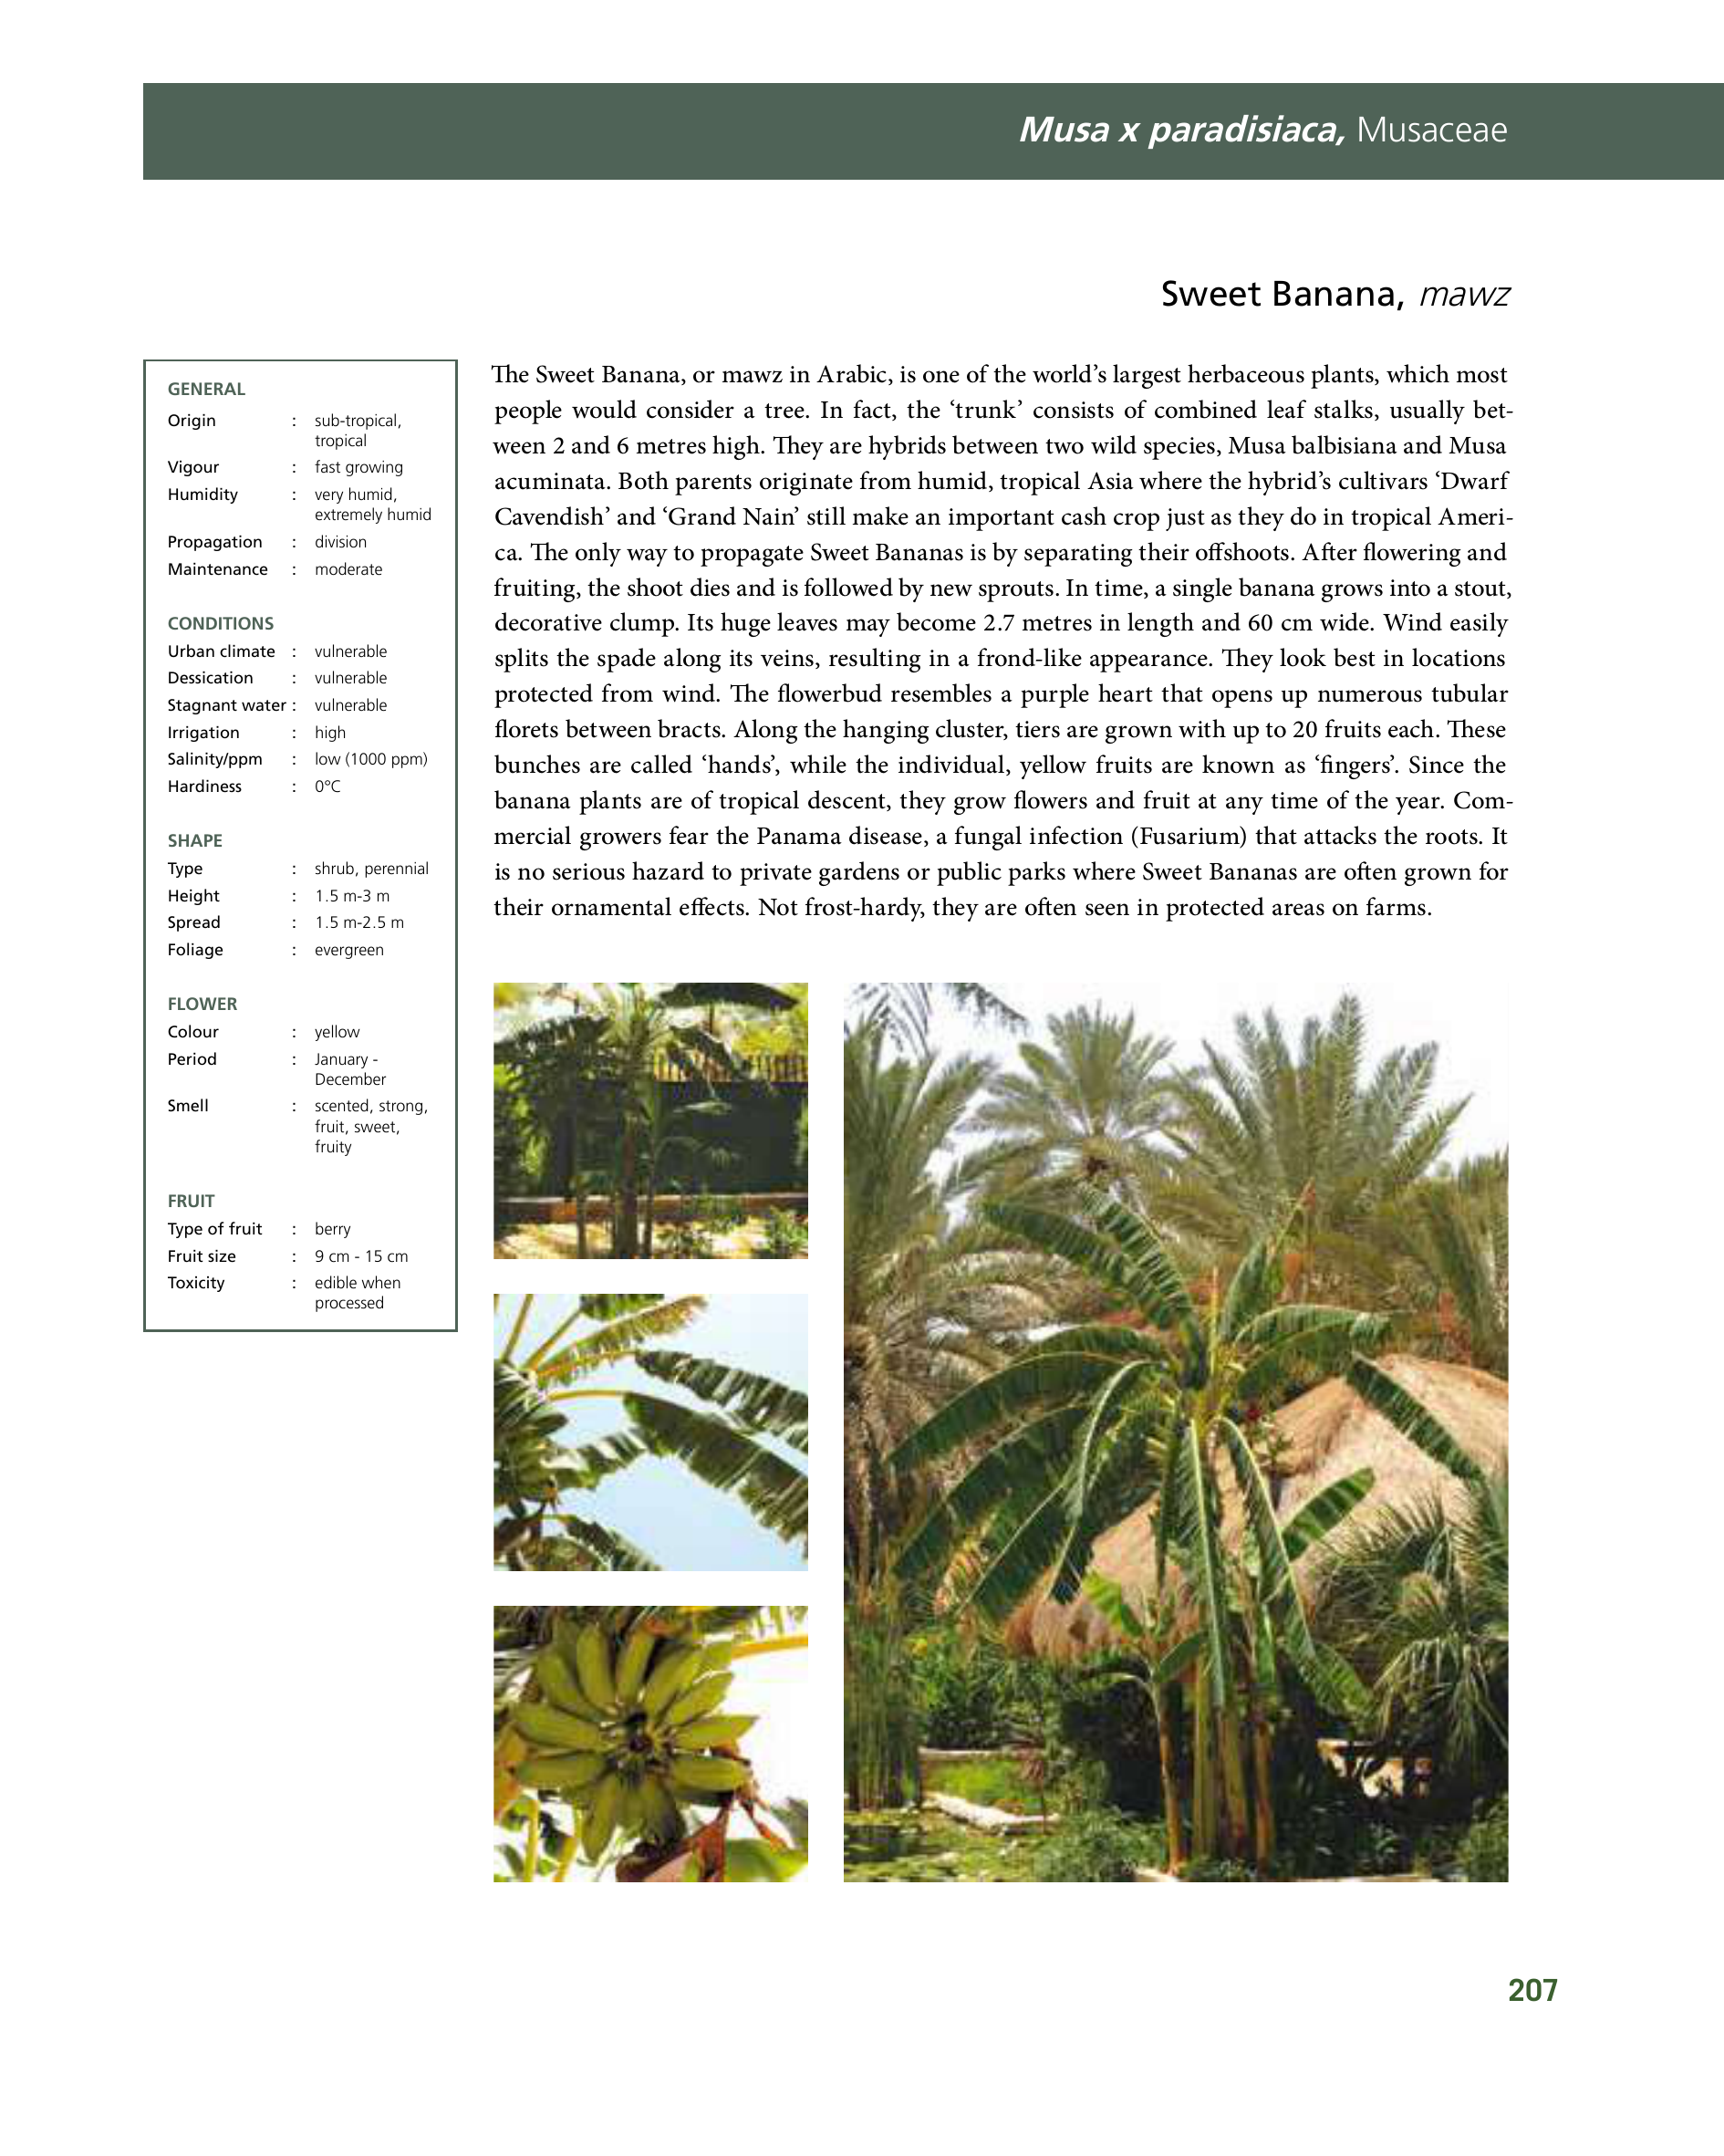 Musa x paradisiaca, Musaceae
Sweet Banana, mawz
GENERAL
Origin : sub-tropical,
tropical
Vigour : fast growing
Humidity : very humid,
extremely humid
Propagation : division
Maintenance : moderate
CONDITIONS
Urban climate : vulnerable
Dessication : vulnerable
Stagnant water : vulnerable
Irrigation : high
Salinity/ppm : low (1000 ppm)
Hardiness : 0°C
SHAPE
Type : shrub, perennial
Height : 1.5 m-3 m
Spread : 1.5 m-2.5 m
Foliage : evergreen
FLOWER
Colour : yellow
Period : January -
December
Smell : scented, strong,
fruit, sweet,
fruity
FRUIT
Type of fruit : berry
Fruit size : 9 cm - 15 cm
Toxicity : edible when
processed
The Sweet Banana, or mawz in Arabic, is one of the world’s largest herbaceous plants, which most
people would consider a tree. In fact, the ‘trunk’ consists of combined leaf stalks, usually bet-
ween 2 and 6 metres high. They are hybrids between two wild species, Musa balbisiana and Musa
acuminata. Both parents originate from humid, tropical Asia where the hybrid’s cultivars ‘Dwarf
Cavendish’ and ‘Grand Nain’ still make an important cash crop just as they do in tropical Ameri-
ca. The only way to propagate Sweet Bananas is by separating their offshoots. After flowering and
fruiting, the shoot dies and is followed by new sprouts. In time, a single banana grows into a stout,
decorative clump. Its huge leaves may become 2.7 metres in length and 60 cm wide. Wind easily
splits the spade along its veins, resulting in a frond-like appearance. They look best in locations
protected from wind. The flowerbud resembles a purple heart that opens up numerous tubular
florets between bracts. Along the hanging cluster, tiers are grown with up to 20 fruits each. These
bunches are called ‘hands’, while the individual, yellow fruits are known as ‘fingers’. Since the
banana plants are of tropical descent, they grow flowers and fruit at any time of the year. Com-
mercial growers fear the Panama disease, a fungal infection (Fusarium) that attacks the roots. It
is no serious hazard to private gardens or public parks where Sweet Bananas are often grown for
their ornamental effects. Not frost-hardy, they are often seen in protected areas on farms.
207